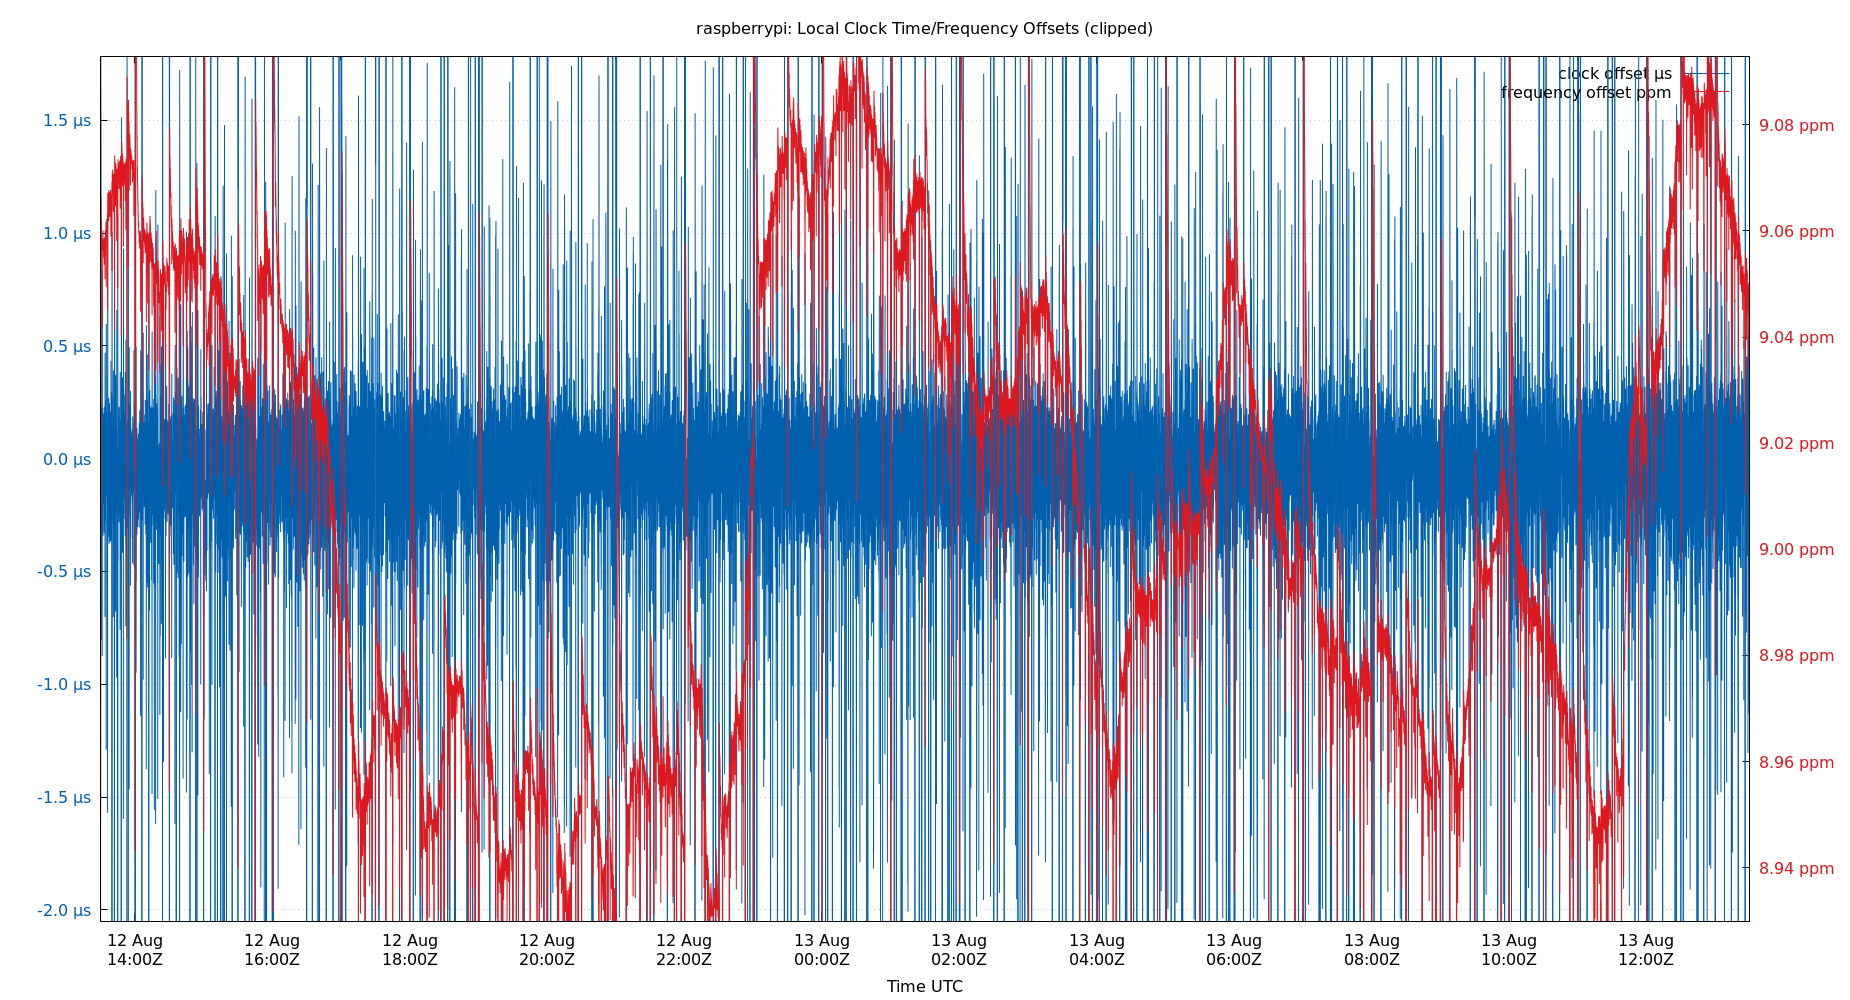 raspberrypi: Local Clock Time/Frequency Offsets (clipped)
clock offset µs
frequency offset ppm
1.5 µs
1.0 µs
0.5 µs
0.0 µs
-0.5 µs
-1.0 µs
-1.5 µs
-2.0 µs
9.08 ppm
9.06 ppm
9.04 ppm
9.02 ppm
9.00 ppm
8.98 ppm
8.96 ppm
8.94 ppm
12 Aug
14:00Z
12 Aug
16:00Z
12 Aug
18:00Z
12 Aug
20:00Z
12 Aug
22:00Z
13 Aug
00:00Z
13 Aug
02:00Z
13 Aug
04:00Z
13 Aug
06:00Z
13 Aug
08:00Z
13 Aug
10:00Z
13 Aug
12:00Z
Time UTC